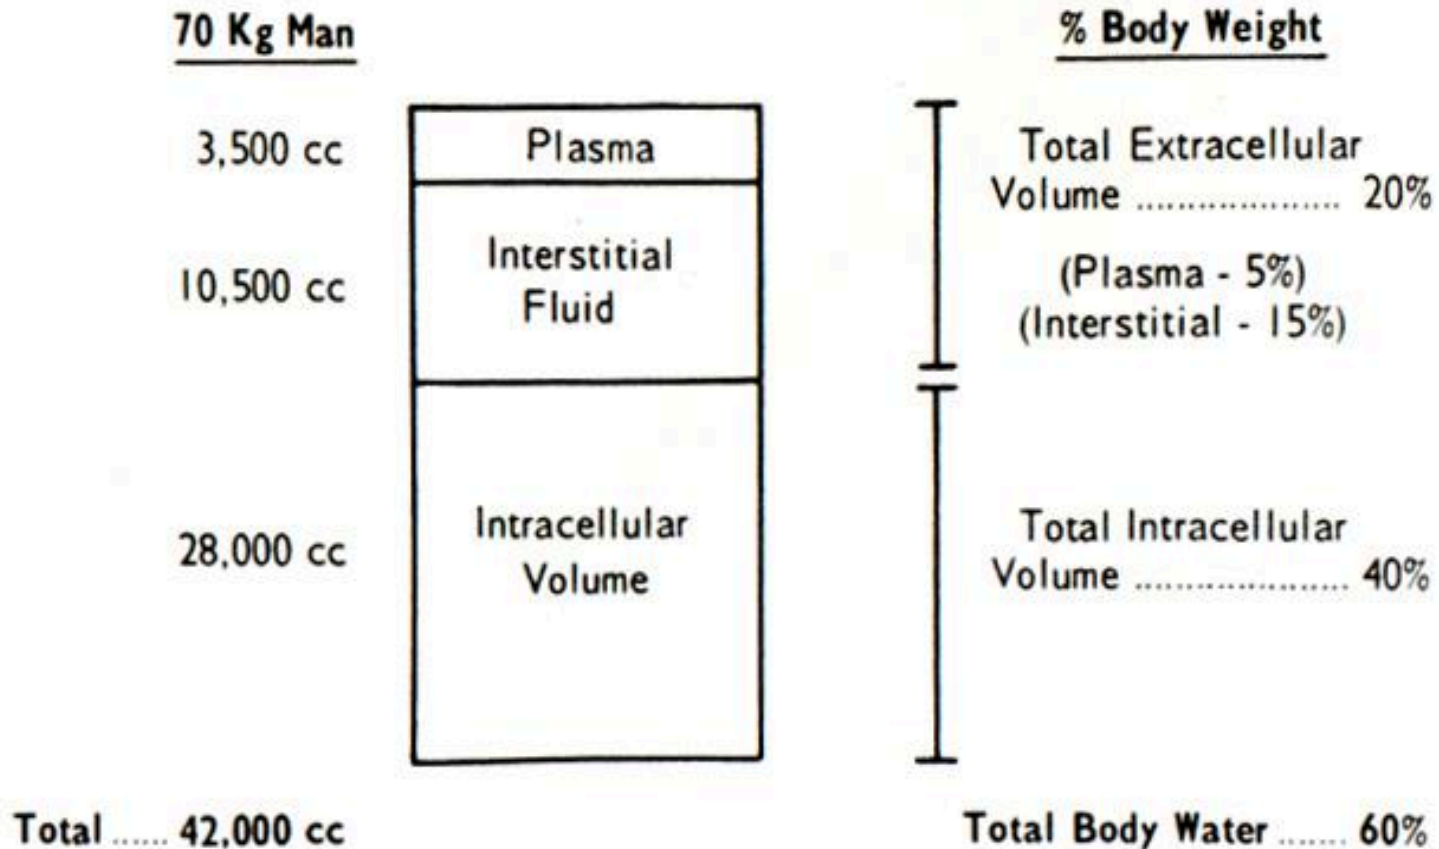 70 Kg Man
% Body Weight
3,500 cc
Plasma
Total Extracellular
Volume ..................... 20%
10,500 cc
Interstitial
Fluid
(Plasma - 5%)
(Interstitial - 15%)
28,000 cc
Intracellular
Volume
Total Intracellular
Volume ...................... 40%
Total ...... 42,000 cc
Total Body Water ....... 60%